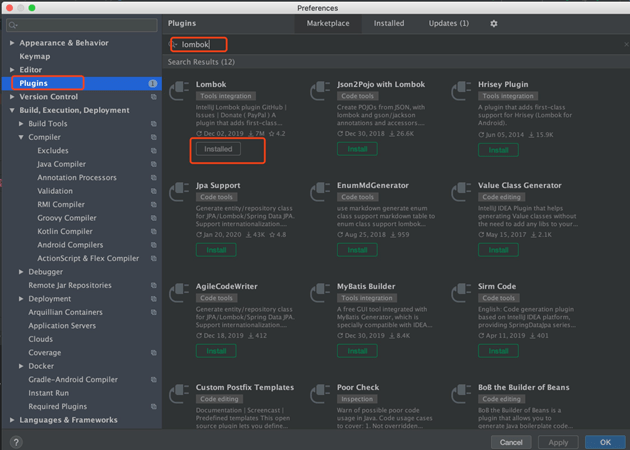 Preferences
Appearance & Behavior
Keymap
Editor
Plugins
1
Version Control
Build, Execution, Deployment
Build Tools
Compiler
Excludes
Java Compiler
Annotation Processors
Validation
RMI Compiler
Groovy Compiler
Kotlin Compiler
Android Compilers
ActionScript & Flex Compiler
Debugger
Remote Jar Repositories
Deployment
Arquillian Containers
Application Servers
Clouds
Coverage
Docker
Gradle-Android Compiler
Instant Run
Required Plugins
Languages & Frameworks
?
Plugins
Marketplace
Installed
Updates (1)
lombok
Search Results (12)
Lombok
Tools integration
IntelliJ Lombok plugin GitHub |
Issues | Donate ( PayPal ) A
plugin that adds first-class...
Dec 02, 2019 7M 4.2
Installed
Json2Pojo with Lombok
Code tools
Create POJOs from JSON, with
lombok and gson/jackson
annotations and accessors....
Dec 30, 2018 26.6K
Install
Hrisey Plugin
Tools integration
A plugin that adds first-class
support for Hrisey (Lombok for
Android).
Jun 05, 2014 15.9K
Install
Jpa Support
Code tools
Generate entity/repository class
for JPA/Lombok/Spring Data JPA.
Support internationalization....
Jan 20, 2020 43K 4.8
Install
EnumMdGenerator
Code tools
use markdown generate enum
class support markdown table to
enum class support lombok...
Aug 25, 2018 959
Install
Value Class Generator
Code editing
IntelliJ IDEA Plugin that helps
generating Value classes without
the need to add any libs to your...
May 15, 2017 2.1K
Install
AgileCodeWriter
Code tools
Generate entity/repository class
for JPA/Lombok/Spring Data JPA.
Support internationalization....
Dec 18, 2019 412
Install
MyBatis Builder
Tools integration
A free GUI tool integrated with
MyBatis Generator, which is
specially compatible with IDEA...
Dec 30, 2019 8.4K
Install
Sirm Code
Code tools
English: Code generation plugin
based on IntelliJ IDEA platform,
providing SpringDataJpa series...
Apr 11, 2019 401
Install
Custom Postfix Templates
Code editing
Documentation | Screencast |
Predefined templates This open
source plugin lets you define...
Poor Check
Inspection
Warn of possible poor code
usage in Java. Code usage cases
to cover: 1. Not overridden...
BoB the Builder of Beans
Code editing
BoB the Builder of Beans is a
plugin that allows you to
generate Java boilerplate code...
Cancel
Apply
OK